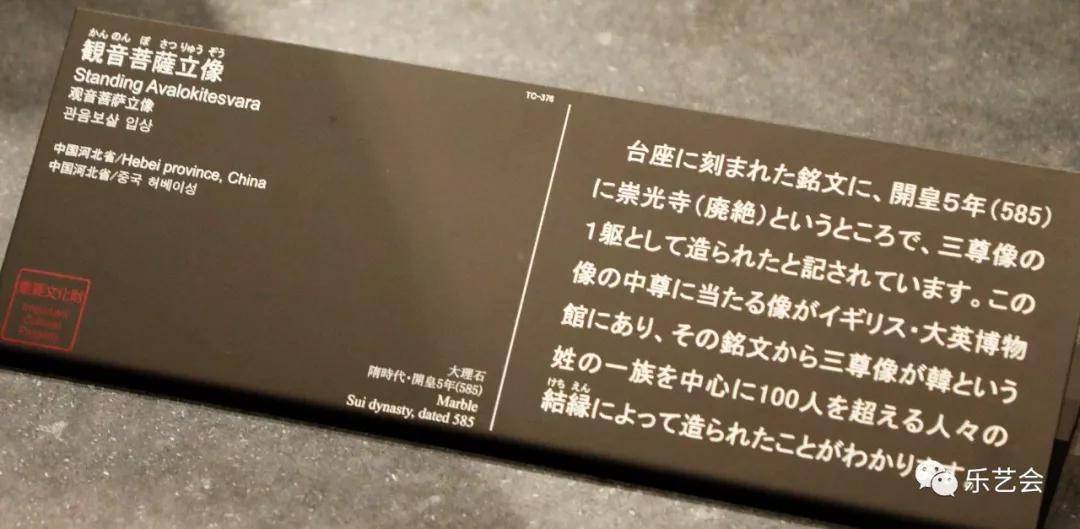 かんのん ぼ さつりゅうぞう
観音菩薩立像
Standing Avalokitesvara
观音菩萨立像
관음보살 입상
中国河北省/Hebei province, China
中国河北省/중국 허베이성
重要文化財
Important
Cultural
Property
TC-376
大理石
隋時代・開皇5年(585)
Marble
Sui dynasty, dated 585
台座に刻まれた銘文に、開皇5年(585)
に崇光寺(廃絶)というところで、三尊像の
1躯として造られたと記されています。この
像の中尊に当たる像がイギリス・大英博物
館にあり、その銘文から三尊像が韓という
姓の一族を中心に100人を超える人々の
けち えん
結縁によって造られたことがわかります。
乐艺会